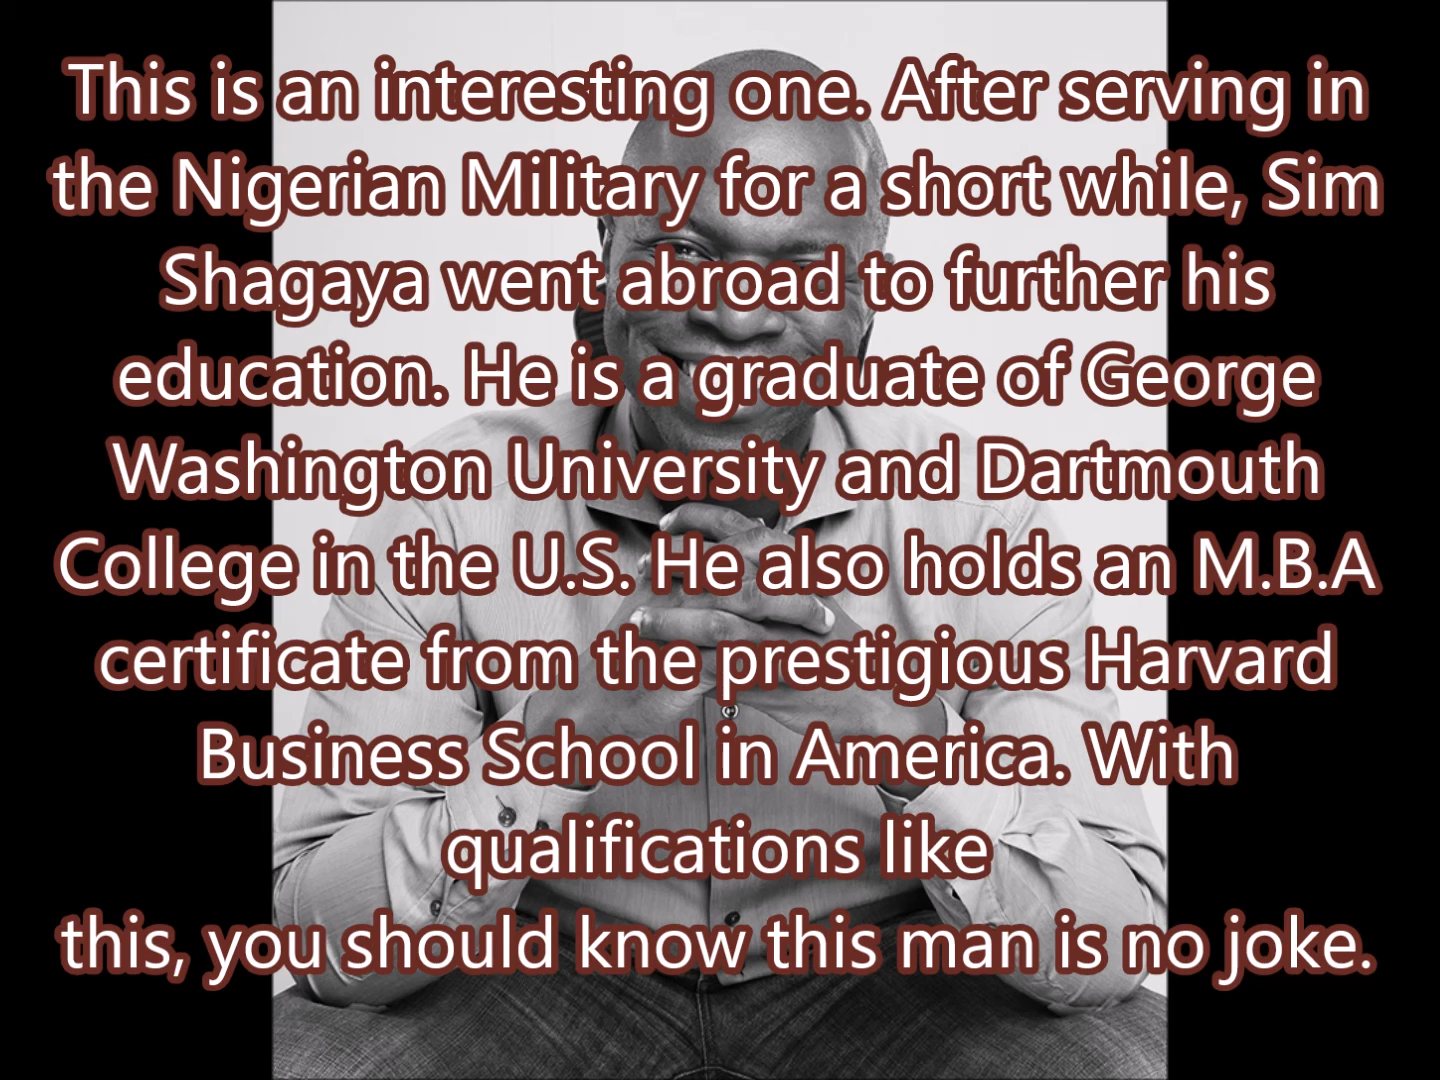 This is an interesting one. After serving in
the Nigerian Military for a short while, Sim
Shagaya went abroad to further his
education. He is a graduate of George
Washington University and Dartmouth
College in the U.S. He also holds an M.B.A
certificate from the prestigious Harvard
Business School in America. With
qualifications like
this, you should know this man is no joke.